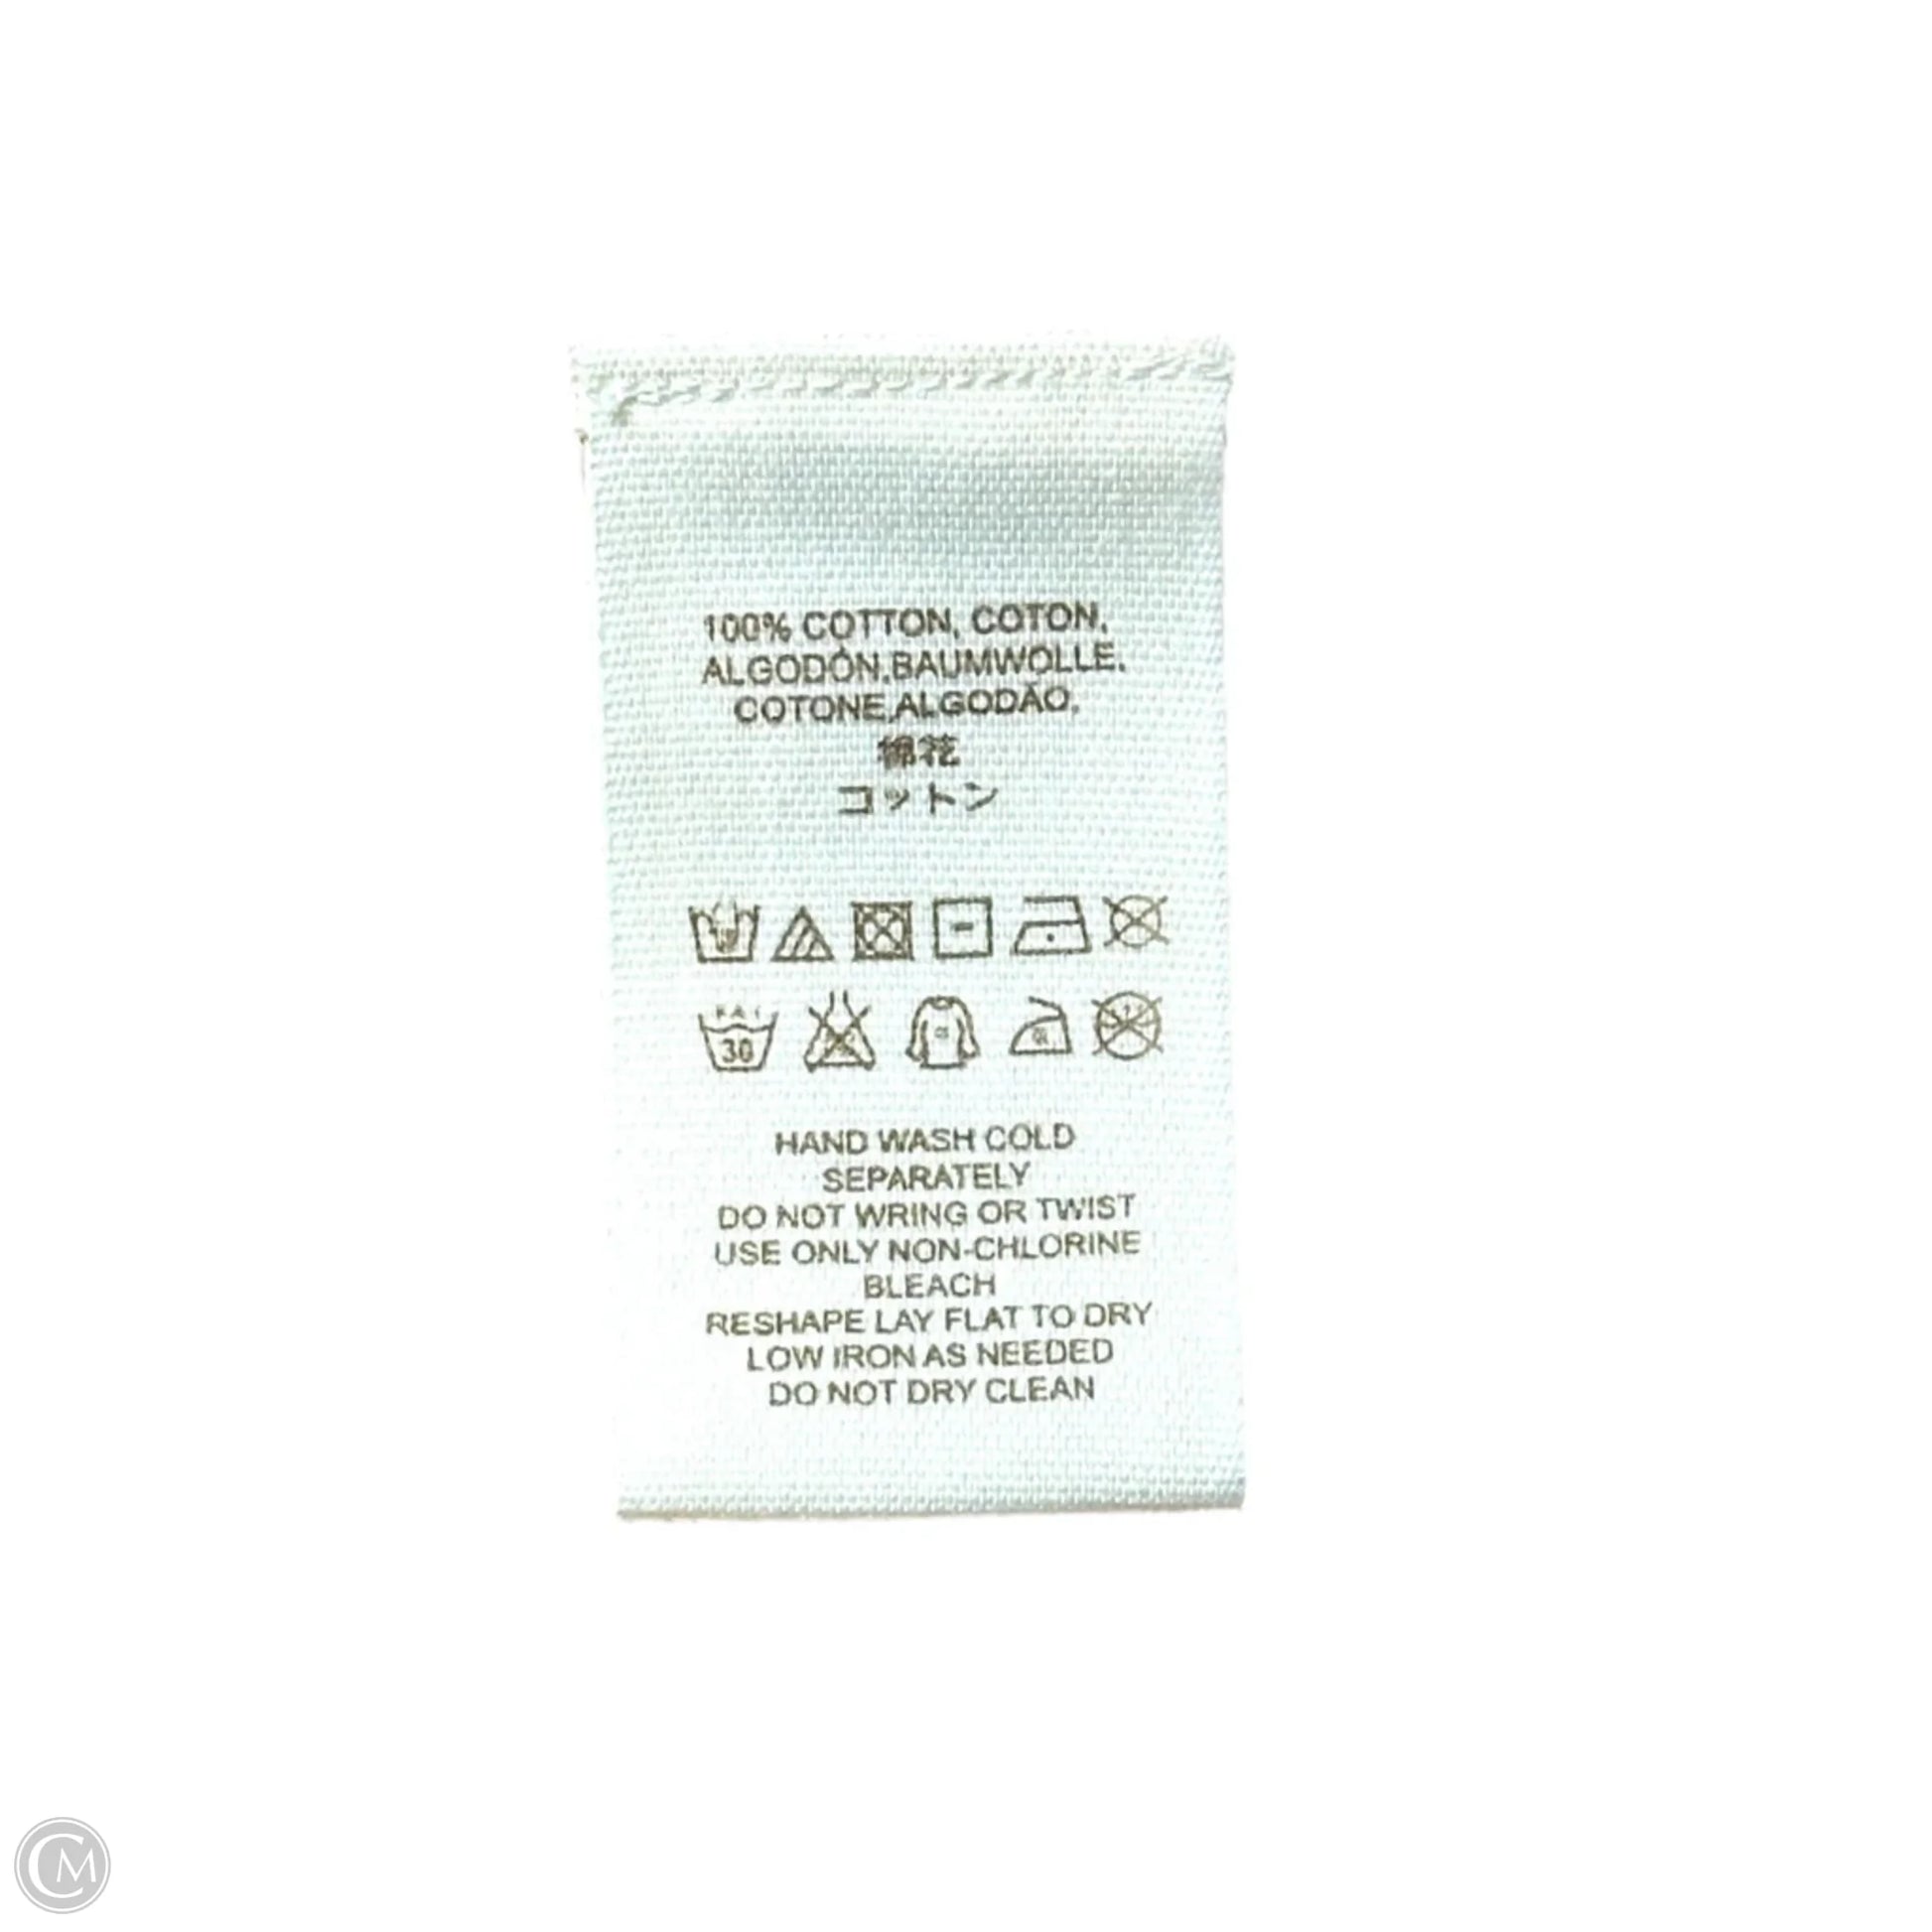 100% COTTON, COTON,
ALGODÓN,BAUMWOLLE,
COTONE,ALGODÃO,
棉花
コットン
30
HAND WASH COLD
SEPARATELY
DO NOT WRING OR TWIST
USE ONLY NON-CHLORINE
BLEACH
RESHAPE LAY FLAT TO DRY
LOW IRON AS NEEDED
DO NOT DRY CLEAN
CM